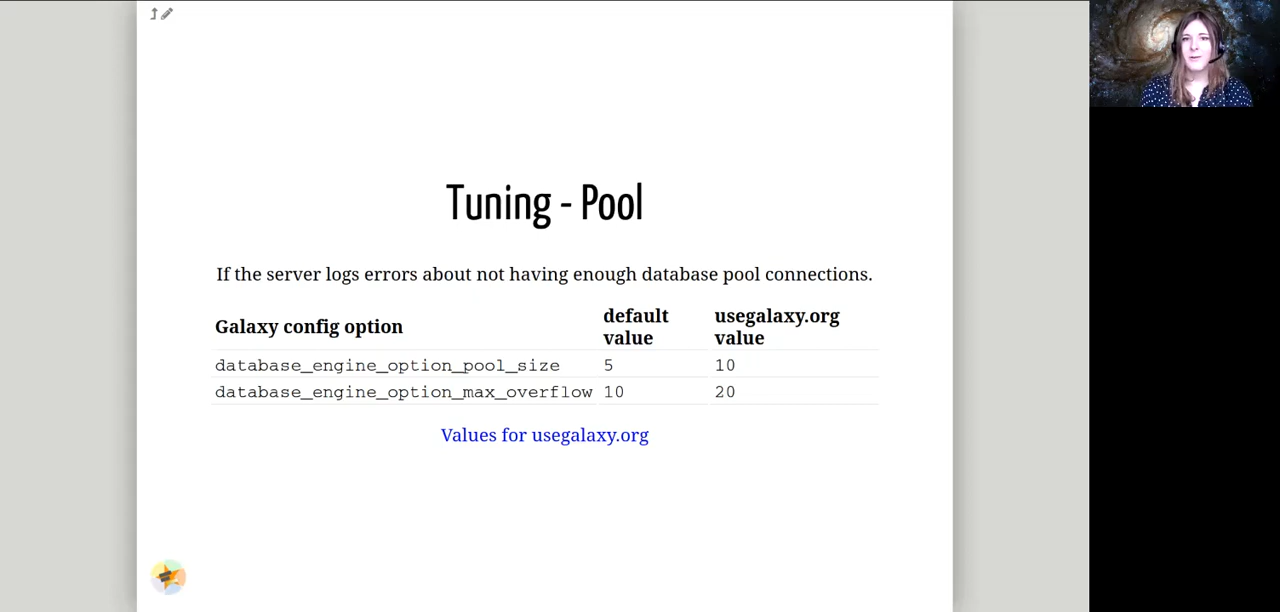 Tuning - Pool
If the server logs errors about not having enough database pool connections.
Galaxy config option default value usegalaxy.org value
database_engine_option_pool_size 5 10
database_engine_option_max_overflow 10 20
Values for usegalaxy.org